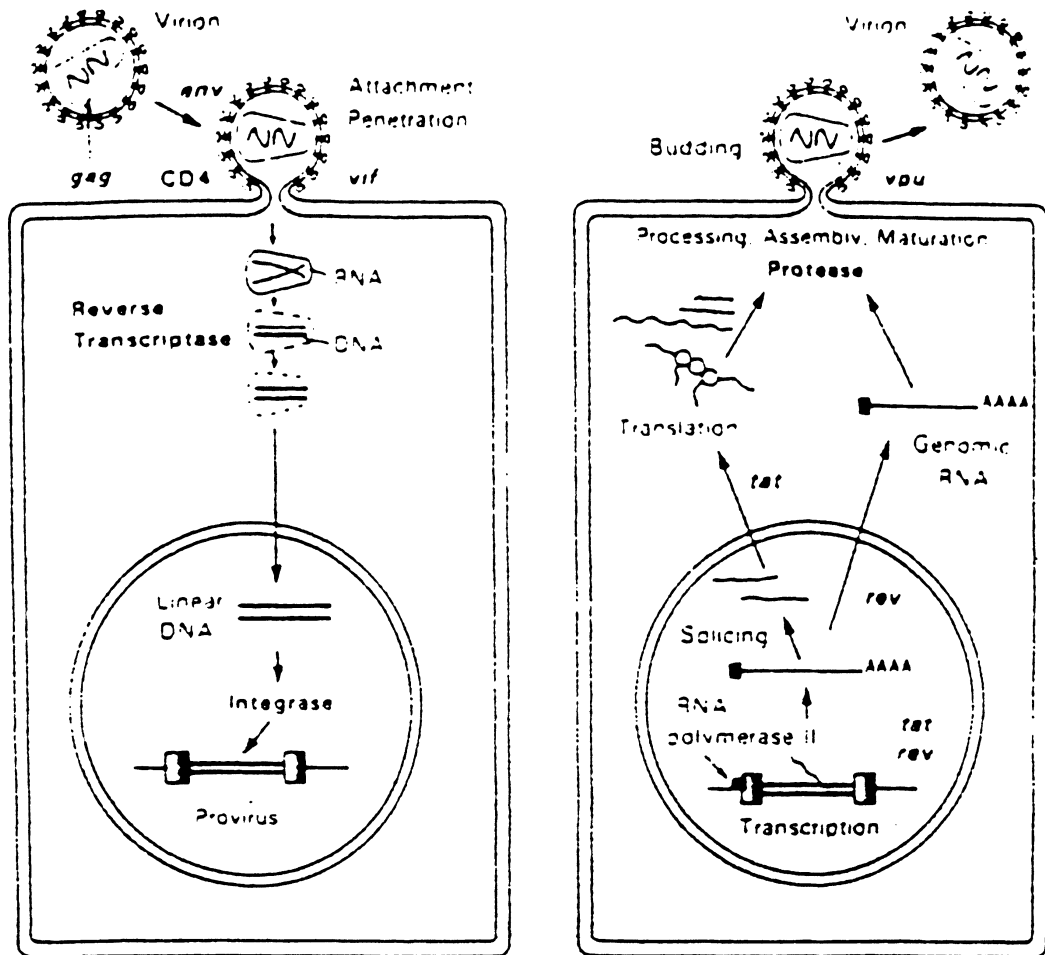 Virion
env
Attachment
Penetration
gag
CD4
vif
RNA
Reverse
Transcriptase
DNA
Linear
DNA
Integrase
Provirus
Virion
Budding
vpu
Processing, Assembly, Maturation
Protease
Translation
AAAA
Genomic
RNA
tat
rev
Splicing
AAAA
RNA
polymerase II
tat
rev
Transcription